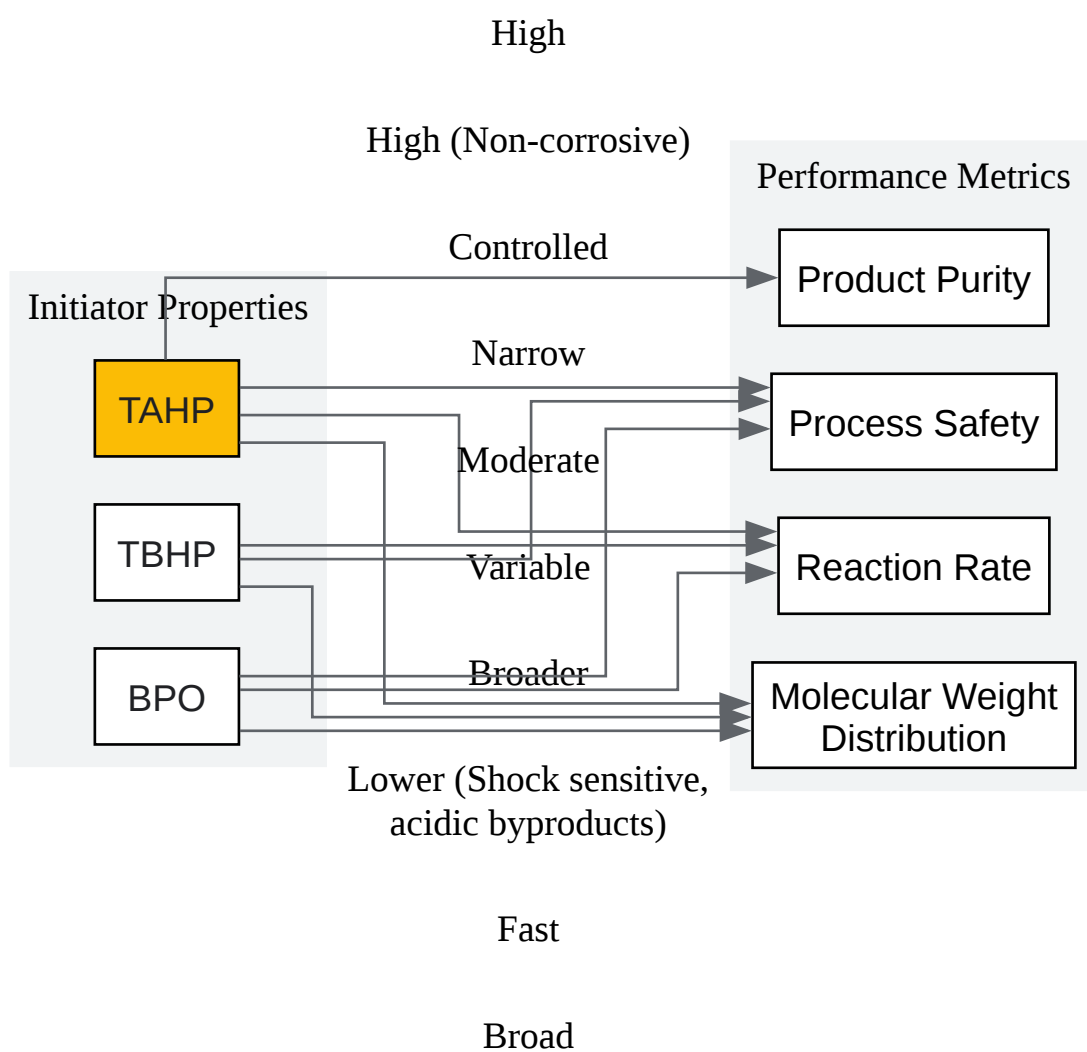 High
High (Non-corrosive)
Performance Metrics
Controlled
Product Purity
Initiator Properties
Narrow
TAHP
Process Safety
Moderate
TBHP
Variable
Reaction Rate
Broader
BPO
Molecular Weight
Distribution
Lower (Shock sensitive,
acidic byproducts)
Fast
Broad